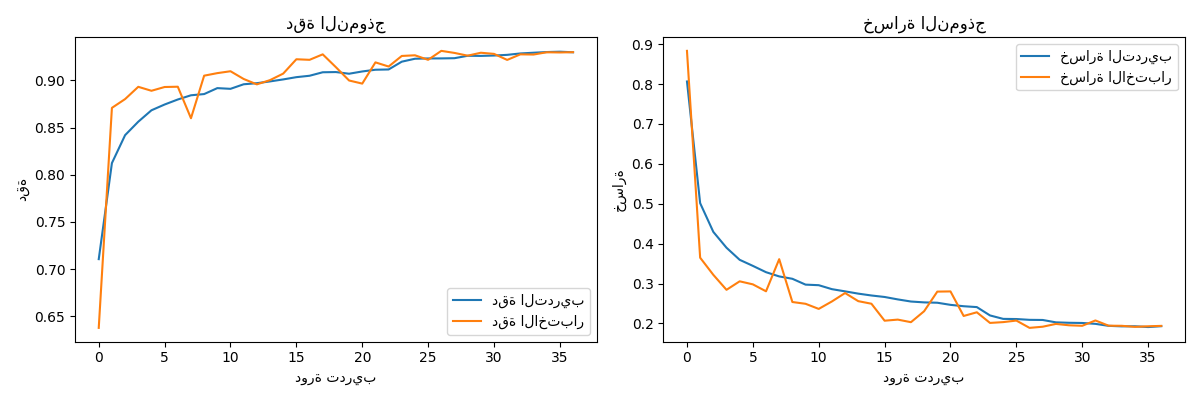 دقة النموذج
0.90
0.85
0.80
0.75
0.70
0.65
دقة
دقة التدريب
دقة الاختبار
0 5 10 15 20 25 30 35
دورة تدريب
خسارة النموذج
0.9
0.8
0.7
0.6
0.5
0.4
0.3
0.2
خسارة
خسارة التدريب
خسارة الاختبار
0 5 10 15 20 25 30 35
دورة تدريب